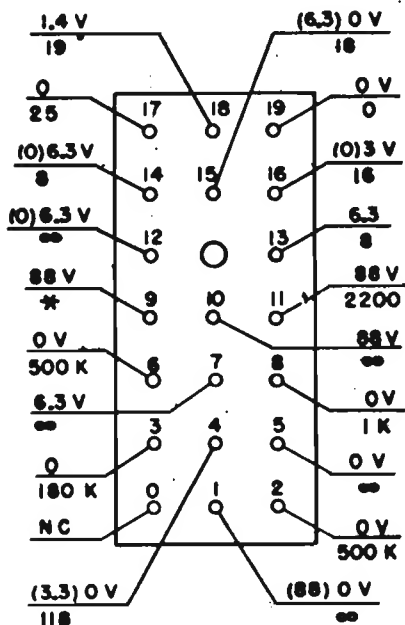 1.4 V (6.3) 0 V
19 18
0 17 18 19 0 V
25 0
(0) 6.3 V 14 15 16 (0) 3 V
8 16
(0) 6.3 V 12 13 6.3
∞ 8
88 V 9 10 11 88 V
* 2200
0 V 88 V
500 K 6 7 8 ∞
6.3 V 0 V
∞ 3 4 5 1 K
0 0 V
180 K ∞
NC 0 1 2 0 V
500 K
(3.3) 0 V (88) 0 V
118 ∞